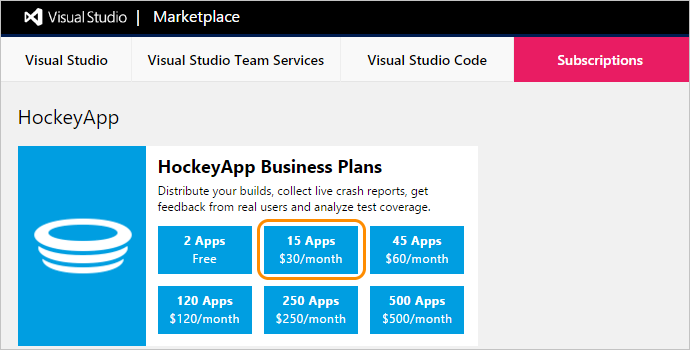 Visual Studio | Marketplace
Visual Studio Visual Studio Team Services Visual Studio Code Subscriptions
HockeyApp
HockeyApp Business Plans
Distribute your builds, collect live crash reports, get
feedback from real users and analyze test coverage.
2 Apps 15 Apps 45 Apps
Free $30/month $60/month
120 Apps 250 Apps 500 Apps
$120/month $250/month $500/month